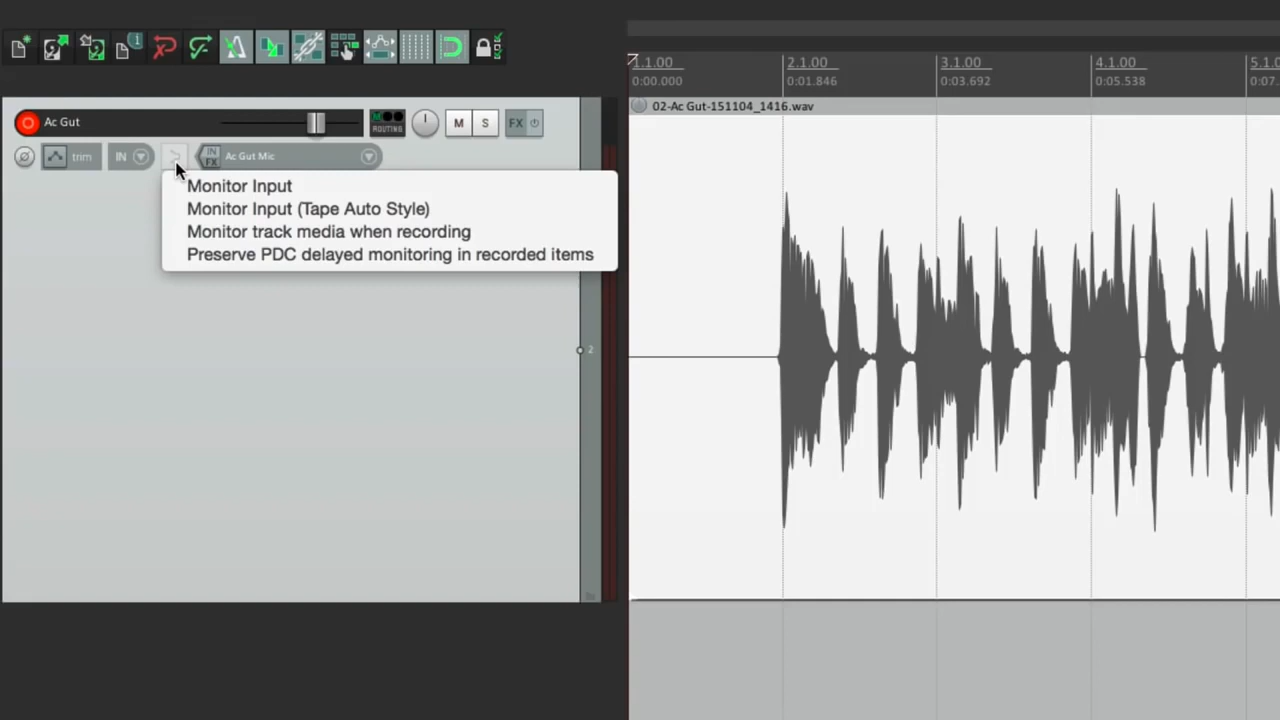 1.1.00 2.1.00 3.1.00 4.1.00 5.1.0
0:00.000 0:01.846 0:03.692 0:05.538 0:07.
02-Ac Gut-151104_1416.wav
Ac Gut M ROUTING M S FX
trim IN IN FX Ac Gut Mic
Monitor Input
Monitor Input (Tape Auto Style)
Monitor track media when recording
Preserve PDC delayed monitoring in recorded items
2